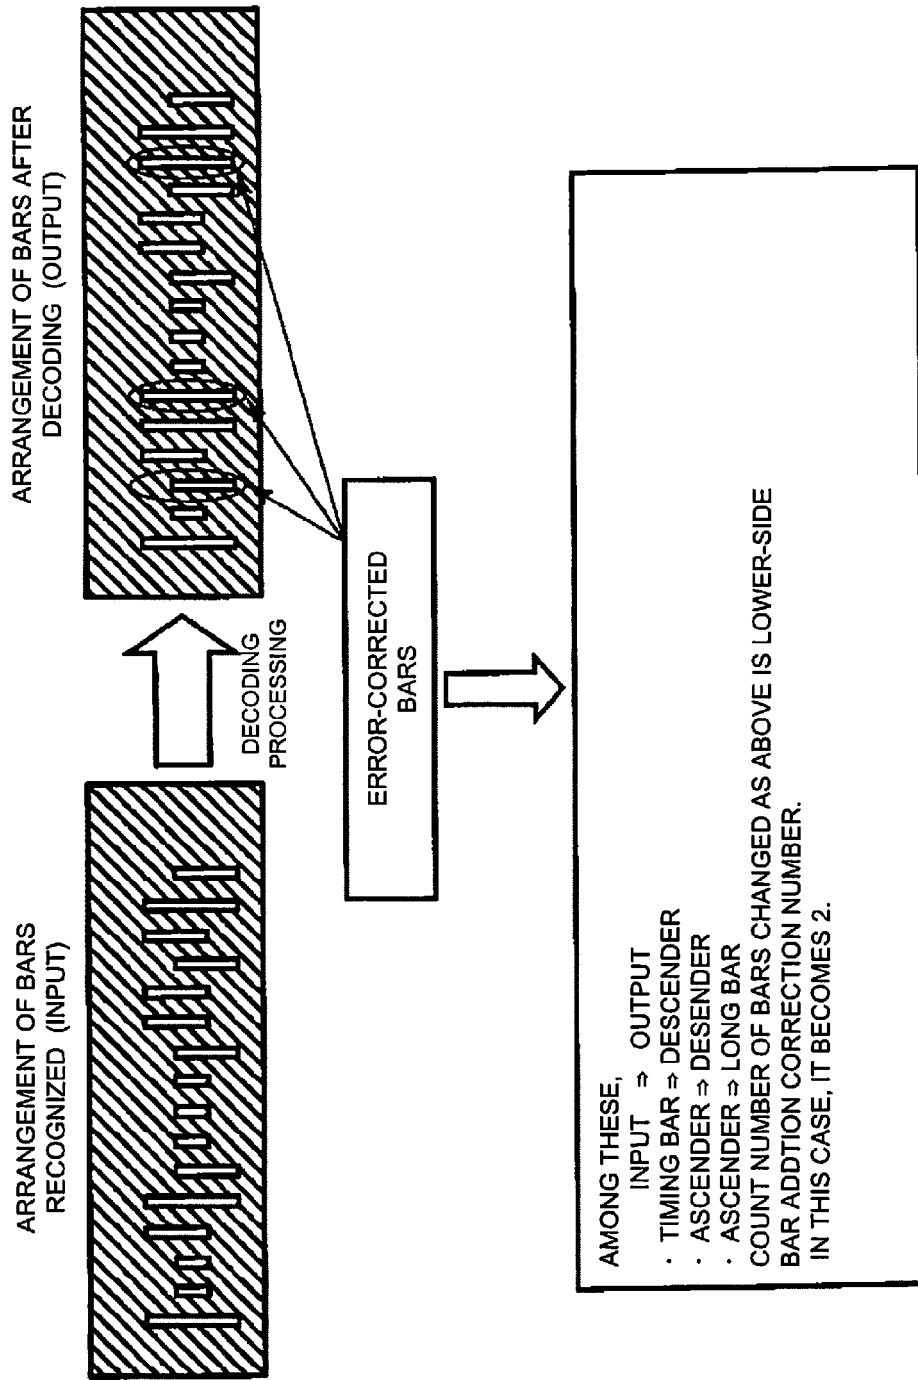 ARRANGEMENT OF BARS
RECOGNIZED (INPUT)
DECODING
PROCESSING
ARRANGEMENT OF BARS AFTER
DECODING (OUTPUT)
ERROR-CORRECTED
BARS
AMONG THESE,
INPUT ⇒ OUTPUT
· TIMING BAR ⇒ DESCENDER
· ASCENDER ⇒ DESENDER
· ASCENDER ⇒ LONG BAR
COUNT NUMBER OF BARS CHANGED AS ABOVE IS LOWER-SIDE
BAR ADDTION CORRECTION NUMBER.
IN THIS CASE, IT BECOMES 2.